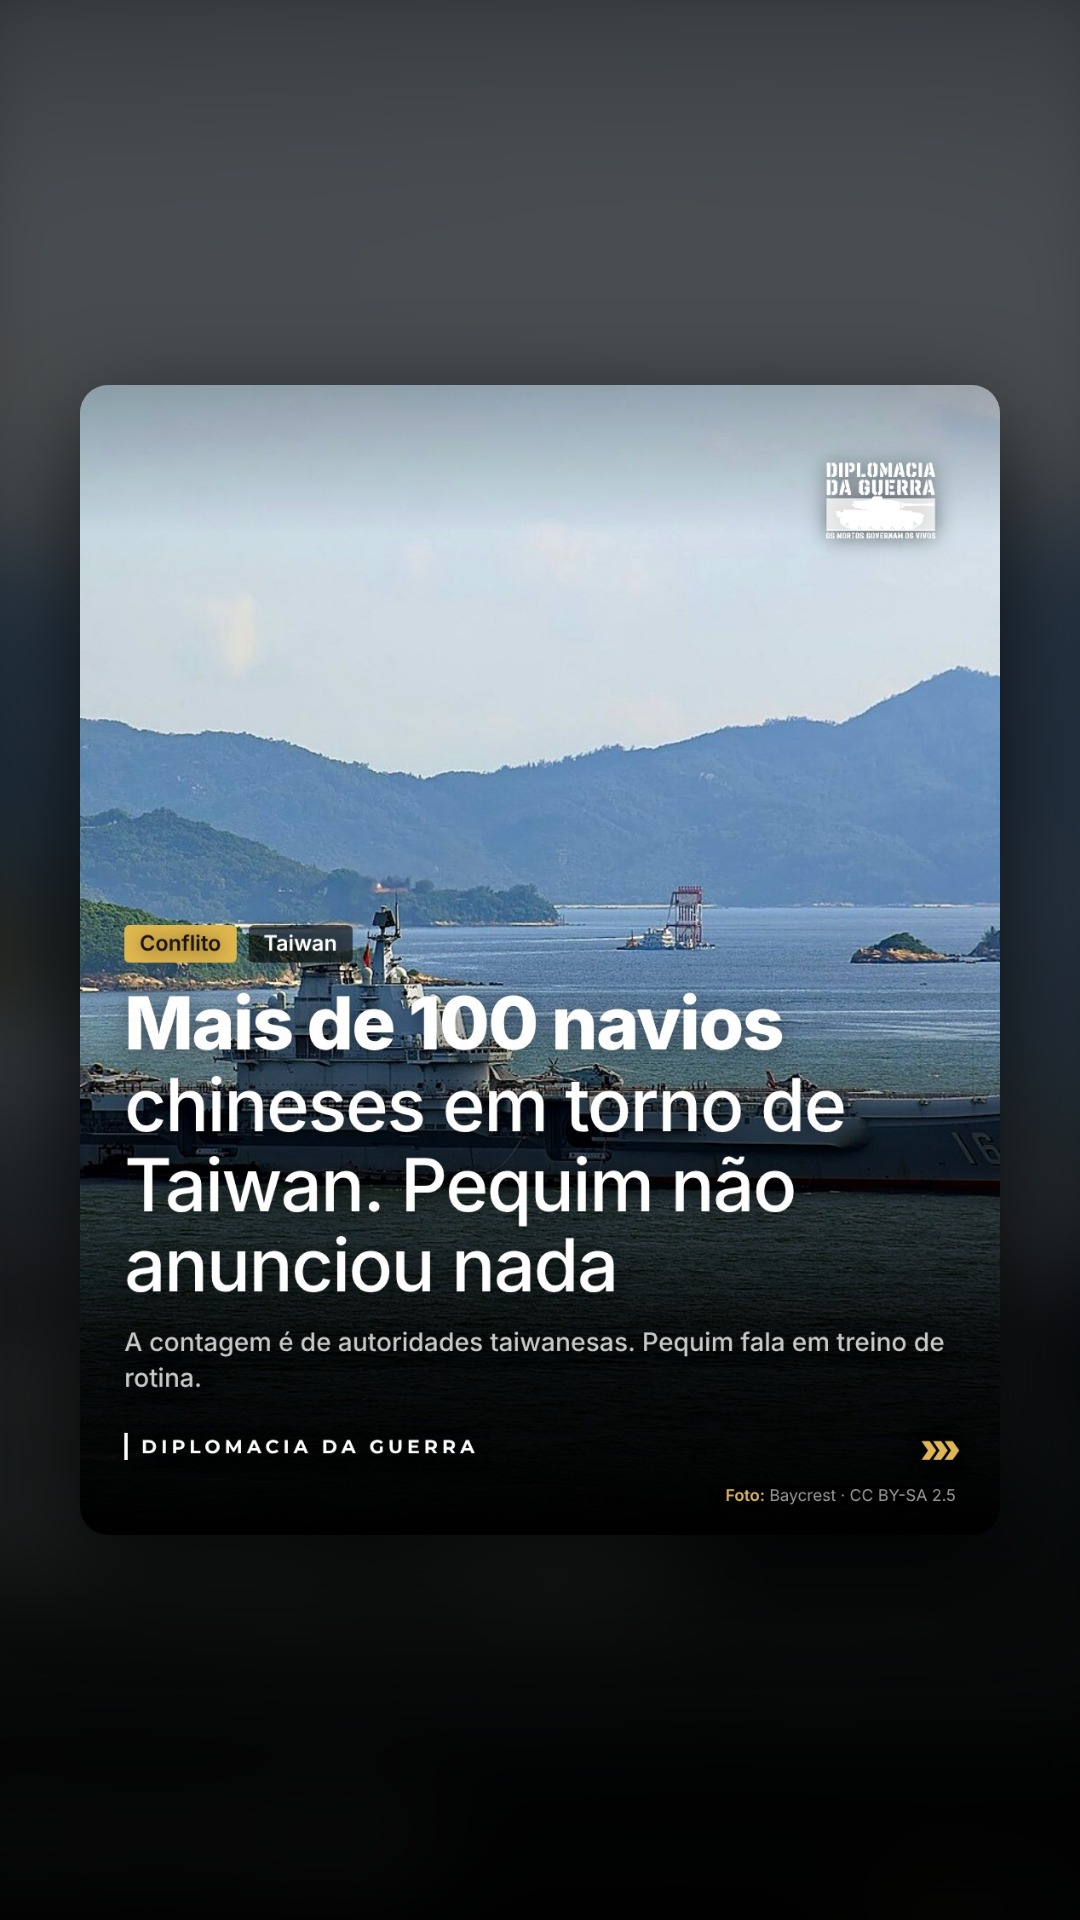 DIPLOMACIA
DA GUERRA
OS MORTOS GOVERNAM OS VIVOS
Conflito
Taiwan
Mais de 100 navios
chineses em torno de
Taiwan. Pequim não
anunciou nada
A contagem é de autoridades taiwanesas. Pequim fala em treino de
rotina.
DIPLOMACIA DA GUERRA
Foto: Baycrest · CC BY-SA 2.5
16